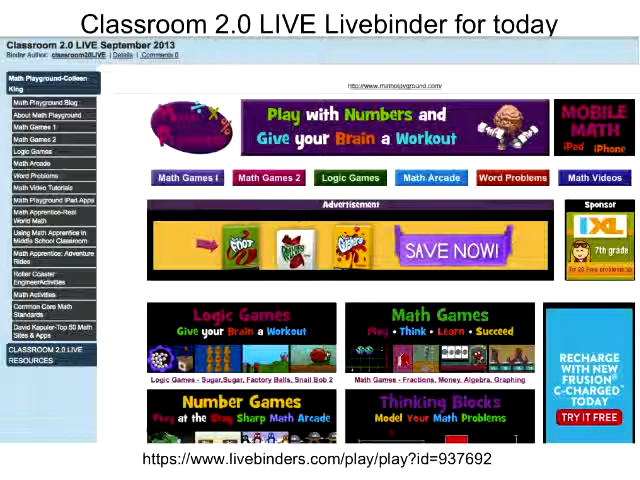 Classroom 2.0 LIVE Livebinder for today
Classroom 2.0 LIVE September 2013
Binder Author: classroom20LIVE | Details | Comments 0
Math Playground-Colleen
King
Math Playground Blog
About Math Playground
Math Games 1
Math Games 2
Logic Games
Math Arcade
Word Problems
Math Video Tutorials
Math Playground iPad Apps
Math Apprentice-Real
World Math
Using Math Apprentice in
Middle School Classroom
Math Apprentice: Adventure
Rides
Roller Coaster
EngineerActivities
Math Activities
Common Core Math
Standards
David Kapuler-Top 50 Math
Sites & Apps
CLASSROOM 2.0 LIVE
RESOURCES
http://www.mathplayground.com/
Math
Playground
Play with Numbers and
Give your Brain a Workout
MOBILE
MATH
iPad iPhone
Math Games 1
Math Games 2
Logic Games
Math Arcade
Word Problems
Math Videos
Advertisement
FOOT
Gushers
SAVE NOW!
Sponsor
IXL
7th grade
Logic Games
Give your Brain a Workout
Logic Games - Sugar,Sugar, Factory Balls, Snail Bob 2
Math Games
Play • Think • Learn • Succeed
Math Games - Fractions, Money, Algebra, Graphing
Number Games
Play at the Stay Sharp Math Arcade
Thinking Blocks
Model Your Math Problems
RECHARGE
WITH NEW
FRUSION®
C-CHARGED™
TODAY
TRY IT FREE
https://www.livebinders.com/play/play?id=937692